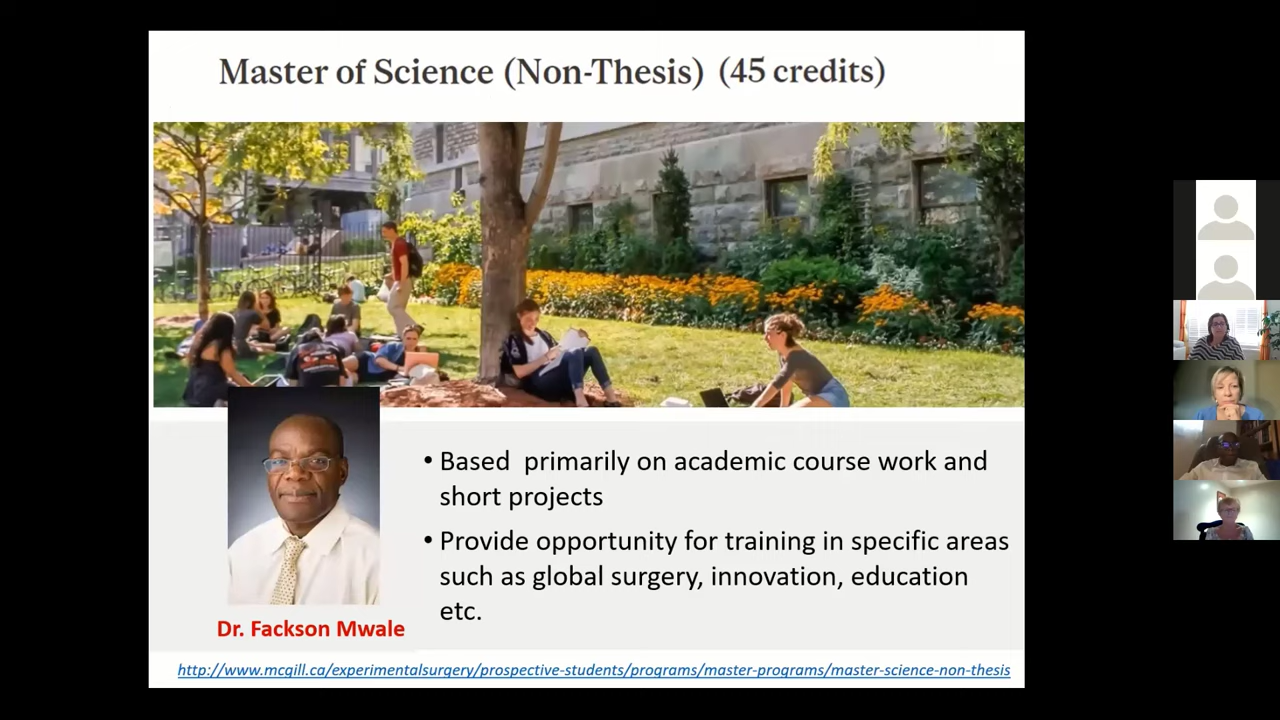 Master of Science (Non-Thesis) (45 credits)
• Based primarily on academic course work and
short projects
• Provide opportunity for training in specific areas
such as global surgery, innovation, education
etc.
Dr. Fackson Mwale
http://www.mcgill.ca/experimentalsurgery/prospective-students/programs/master-programs/master-science-non-thesis